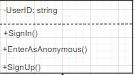 -UserID: string
+SignIn()
+EnterAsAnonymous()
+SignUp()